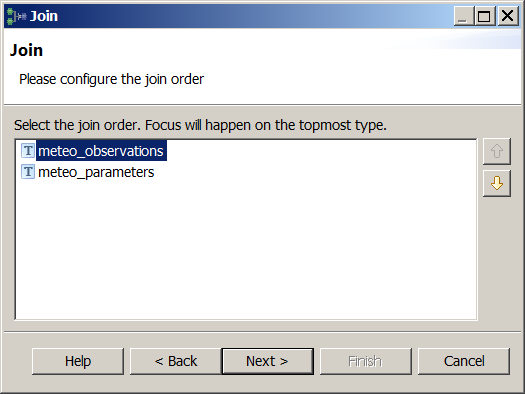 Join
Join
Please configure the join order
Select the join order. Focus will happen on the topmost type.
T meteo_observations
T meteo_parameters
Help
< Back
Next >
Finish
Cancel